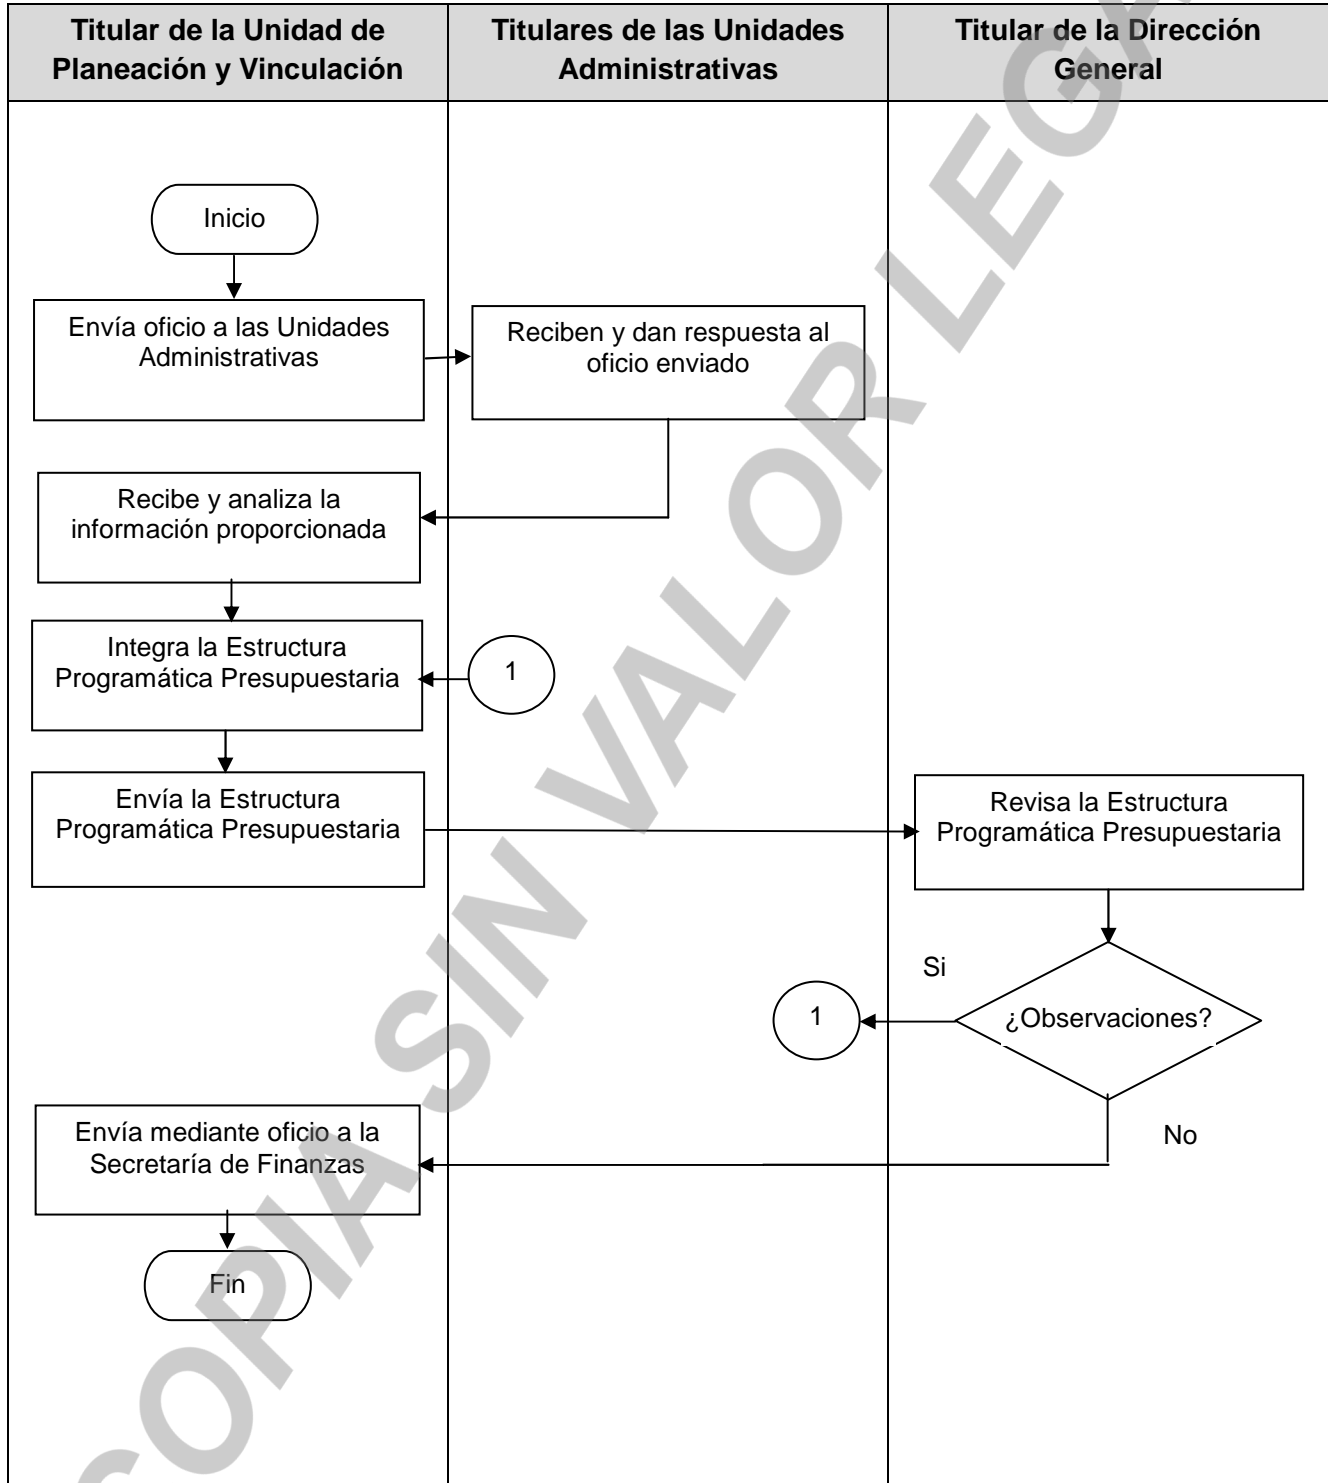 Titular de la Unidad de
Planeación y Vinculación
Titulares de las Unidades
Administrativas
Titular de la Dirección
General
Inicio
Envía oficio a las Unidades
Administrativas
Reciben y dan respuesta al
oficio enviado
Recibe y analiza la
información proporcionada
Integra la Estructura
Programática Presupuestaria
1
Envía la Estructura
Programática Presupuestaria
Revisa la Estructura
Programática Presupuestaria
Si
¿Observaciones?
1
No
Envía mediante oficio a la
Secretaría de Finanzas
Fin
COPIA SIN VALOR LEGA